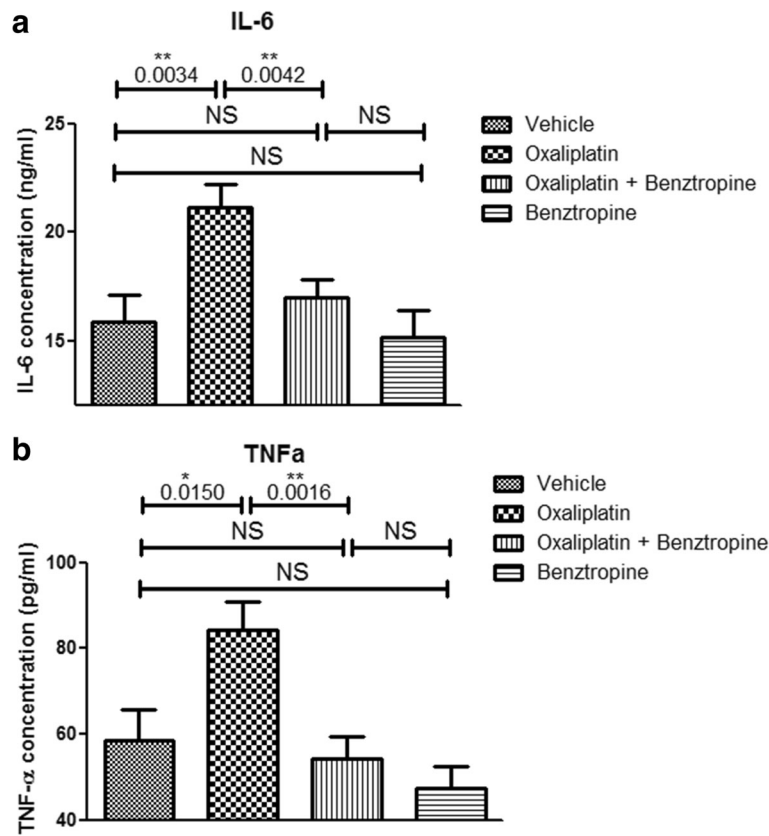 a
IL-6
** **
0.0034 0.0042
NS NS
NS
25
20
15
IL-6 concentration (ng/ml)
Vehicle
Oxaliplatin
Oxaliplatin + Benztropine
Benztropine
b
TNFa
* **
0.0150 0.0016
NS NS
NS
100
80
60
40
TNF-α concentration (pg/ml)
Vehicle
Oxaliplatin
Oxaliplatin + Benztropine
Benztropine